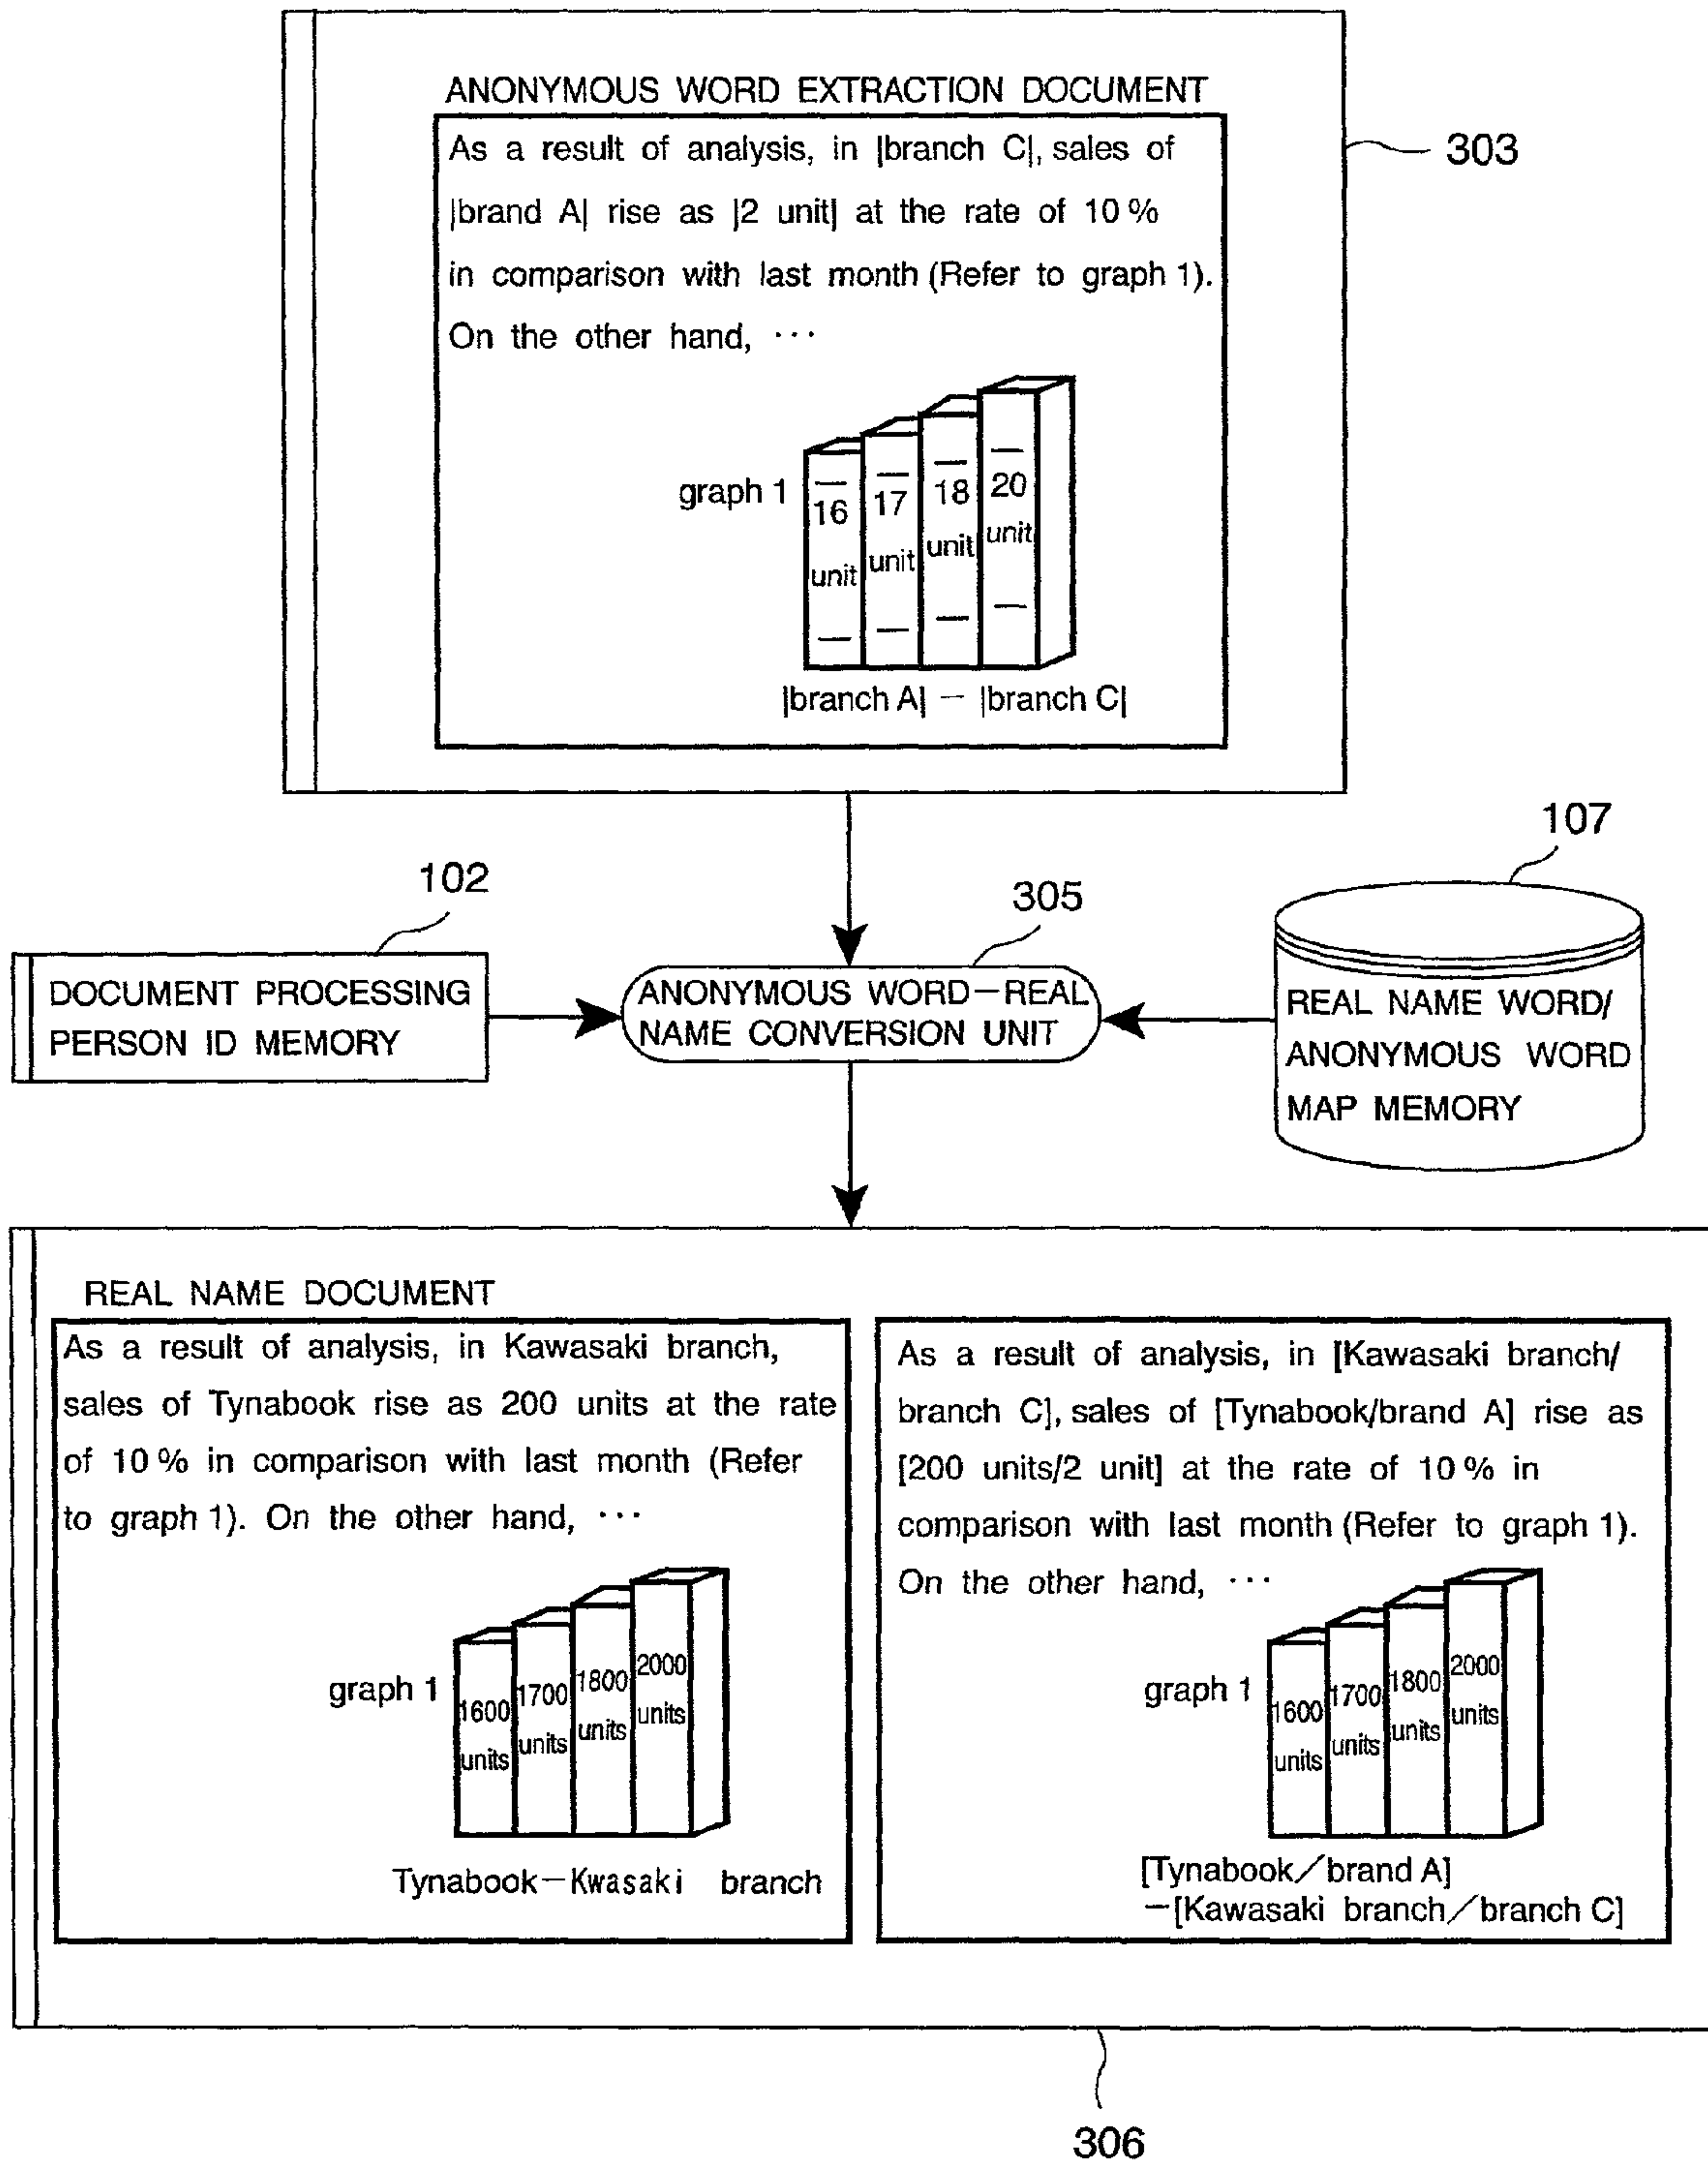 ANONYMOUS WORD EXTRACTION DOCUMENT
As a result of analysis, in |branch C|, sales of
|brand A| rise as |2 unit| at the rate of 10%
in comparison with last month (Refer to graph 1).
On the other hand, ···
graph 1
16
unit
17
unit
18
unit
20
unit
|branch A| — |branch C|
303
107
102
305
DOCUMENT PROCESSING
PERSON ID MEMORY
ANONYMOUS WORD—REAL
NAME CONVERSION UNIT
REAL NAME WORD/
ANONYMOUS WORD
MAP MEMORY
REAL NAME DOCUMENT
As a result of analysis, in Kawasaki branch,
sales of Tynabook rise as 200 units at the rate
of 10% in comparison with last month (Refer
to graph 1). On the other hand, ···
graph 1
1600
units
1700
units
1800
units
2000
units
Tynabook—Kwasaki branch
As a result of analysis, in [Kawasaki branch/
branch C], sales of [Tynabook/brand A] rise as
[200 units/2 unit] at the rate of 10% in
comparison with last month (Refer to graph 1).
On the other hand, ···
graph 1
1600
units
1700
units
1800
units
2000
units
[Tynabook/brand A]
—[Kawasaki branch/branch C]
306